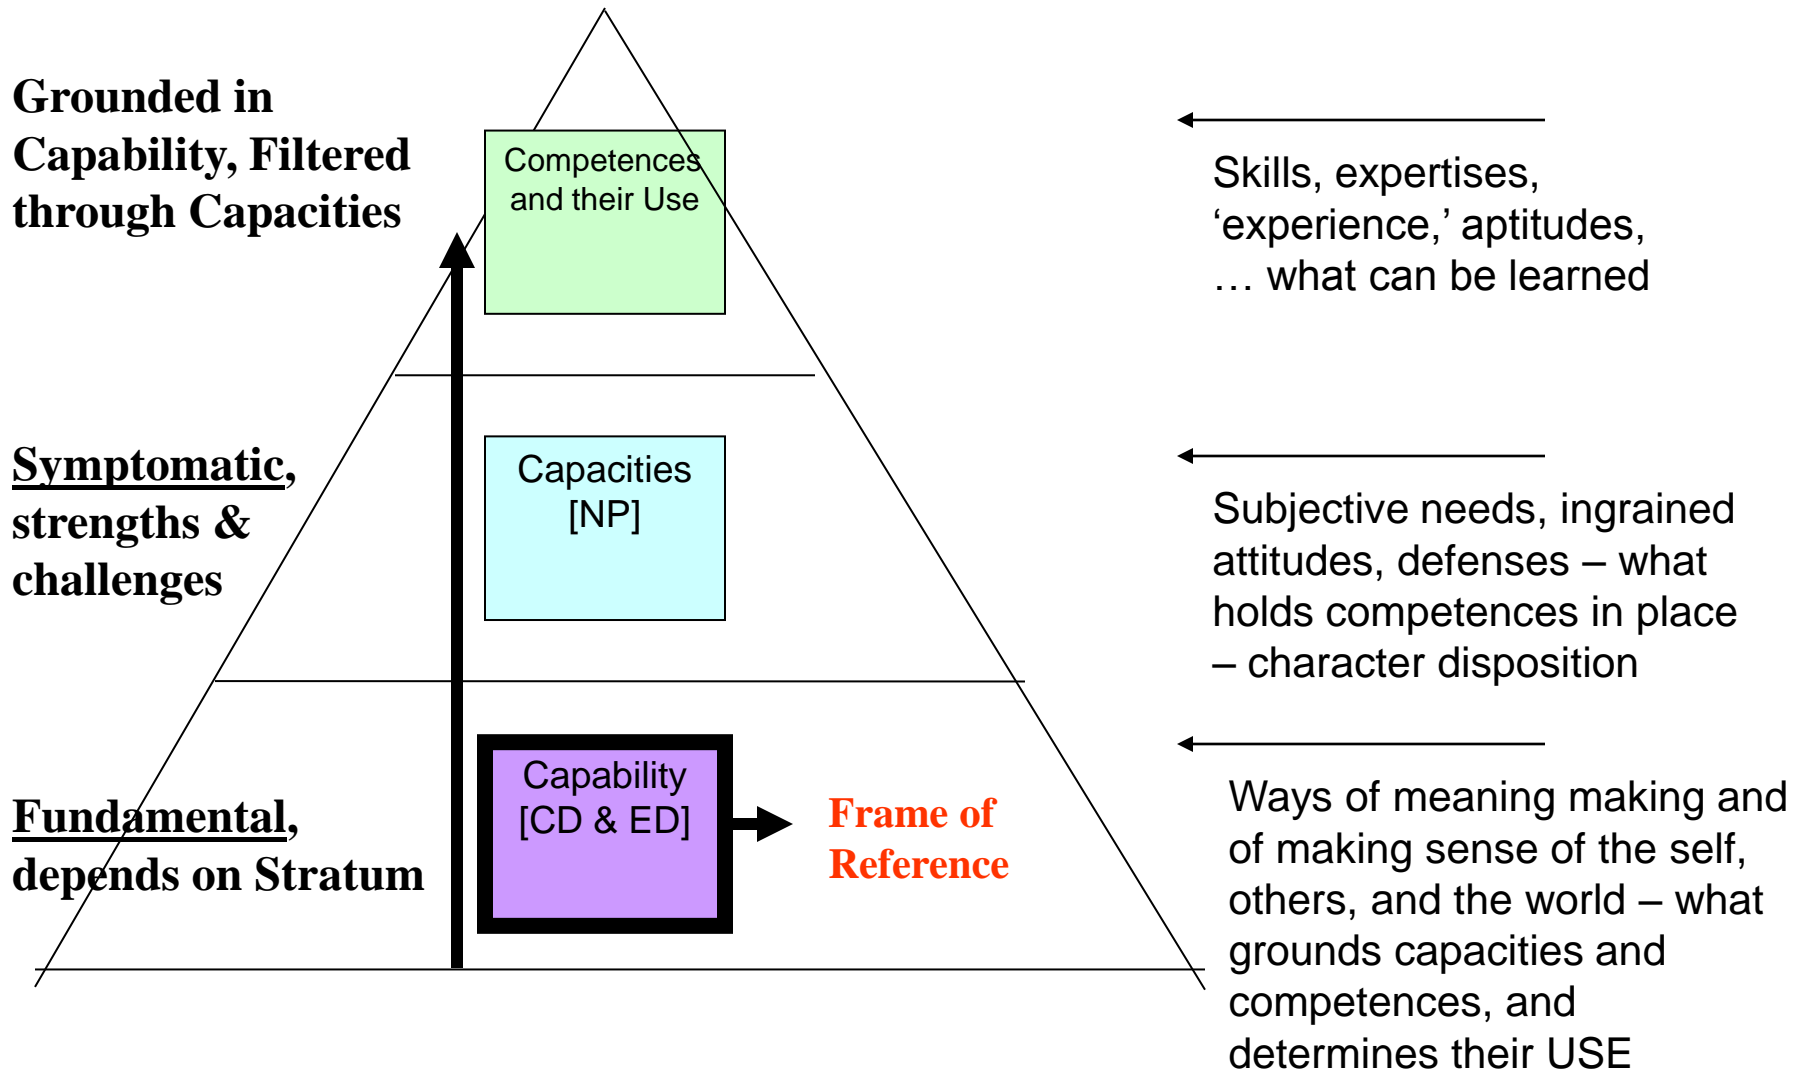 Grounded in
Capability, Filtered
through Capacities
Competences
and their Use
Skills, expertises,
‘experience,’ aptitudes,
… what can be learned
Symptomatic,
strengths &
challenges
Capacities
[NP]
Subjective needs, ingrained
attitudes, defenses – what
holds competences in place
– character disposition
Fundamental,
depends on Stratum
Capability
[CD & ED]
Frame of
Reference
Ways of meaning making and
of making sense of the self,
others, and the world – what
grounds capacities and
competences, and
determines their USE